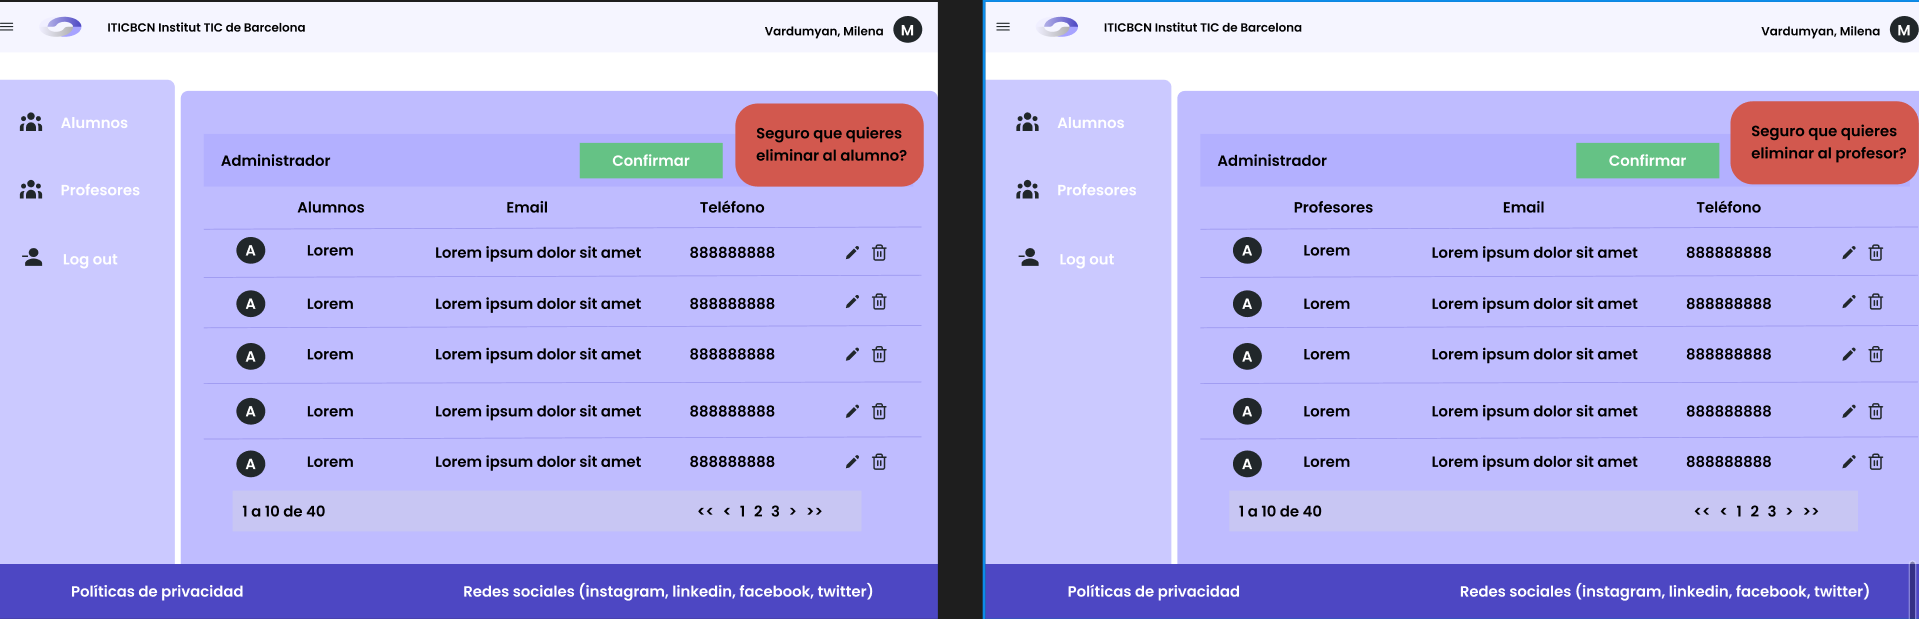 ITICBCN Institut TIC de Barcelona
Vardumyan, Milena M
Alumnos
Profesores
Log out
Seguro que quieres
eliminar al alumno?
Administrador
Confirmar
Alumnos Email Teléfono
A Lorem Lorem ipsum dolor sit amet 888888888
A Lorem Lorem ipsum dolor sit amet 888888888
A Lorem Lorem ipsum dolor sit amet 888888888
A Lorem Lorem ipsum dolor sit amet 888888888
A Lorem Lorem ipsum dolor sit amet 888888888
1 a 10 de 40 << < 1 2 3 > >>
Políticas de privacidad Redes sociales (instagram, linkedin, facebook, twitter)
ITICBCN Institut TIC de Barcelona
Vardumyan, Milena M
Alumnos
Profesores
Log out
Seguro que quieres
eliminar al profesor?
Administrador
Confirmar
Profesores Email Teléfono
A Lorem Lorem ipsum dolor sit amet 888888888
A Lorem Lorem ipsum dolor sit amet 888888888
A Lorem Lorem ipsum dolor sit amet 888888888
A Lorem Lorem ipsum dolor sit amet 888888888
A Lorem Lorem ipsum dolor sit amet 888888888
1 a 10 de 40 << < 1 2 3 > >>
Políticas de privacidad Redes sociales (instagram, linkedin, facebook, twitter)